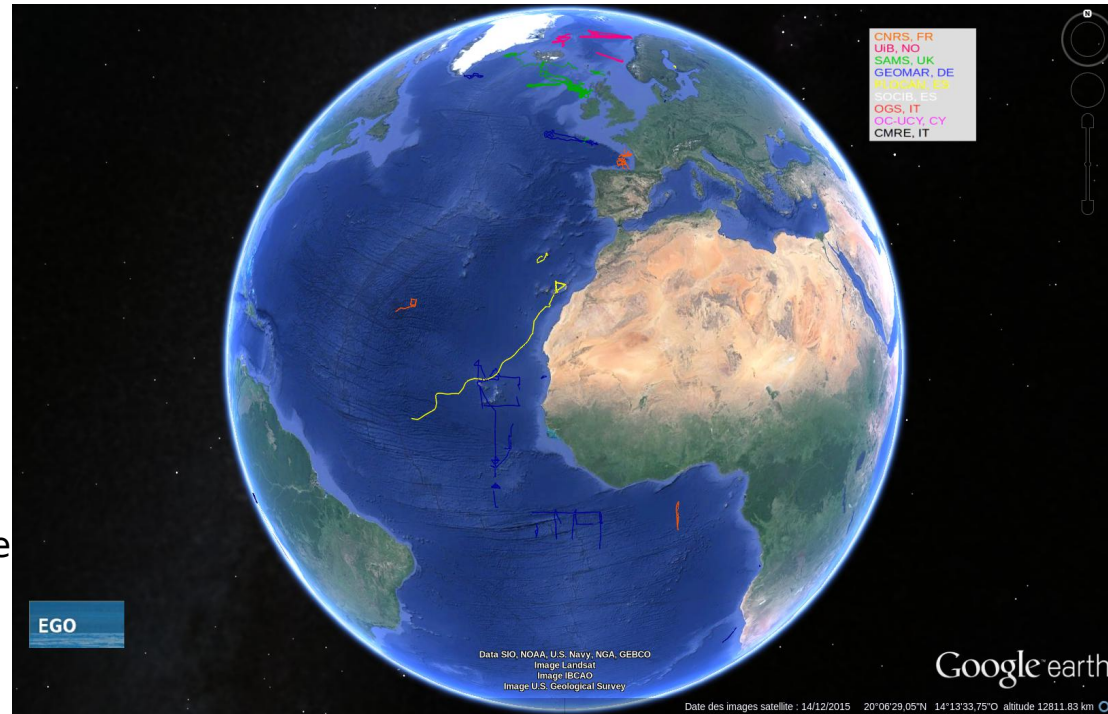 CNRS, FR
UiB, NO
SAMS, UK
GEOMAR, DE
SOCIB, ES
OGS, IT
OC-UCY, CY
CMRE, IT
N
e
EGO
Data SIO, NOAA, U.S. Navy, NGA, GEBCO
Image Landsat
Image IBCAO
Image U.S. Geological Survey
Google earth
Date des images satellite : 14/12/2015 20°06'29,05"N 14°13'33,75"O altitude 12811.83 km